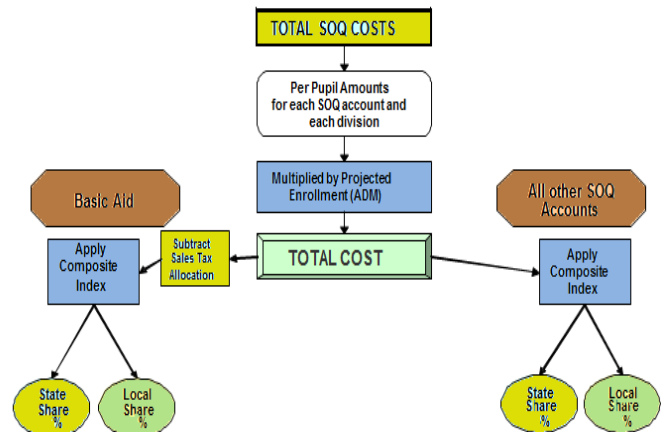 TOTAL SOQ COSTS
Per Pupil Amounts
for each SOQ account and
each division
Multiplied by Projected
Enrollment (ADM)
Basic Aid
All other SOQ
Accounts
Subtract
Sales Tax
Allocation
TOTAL COST
Apply
Composite
Index
Apply
Composite
Index
State
Share
%
Local
Share
%
State
Share
%
Local
Share
%